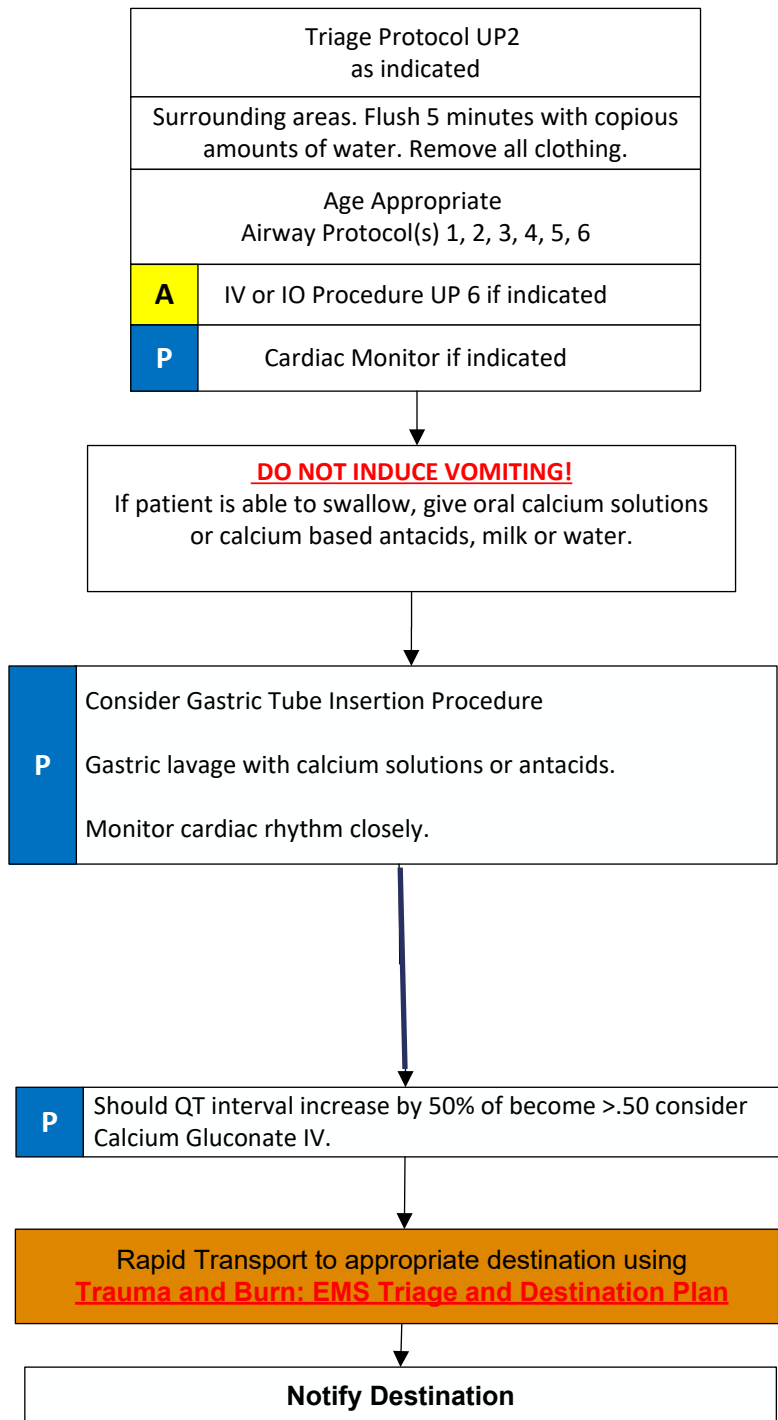 Triage Protocol UP2
as indicated
Surrounding areas. Flush 5 minutes with copious
amounts of water. Remove all clothing.
Age Appropriate
Airway Protocol(s) 1, 2, 3, 4, 5, 6
A
IV or IO Procedure UP 6 if indicated
P
Cardiac Monitor if indicated
DO NOT INDUCE VOMITING!
If patient is able to swallow, give oral calcium solutions
or calcium based antacids, milk or water.
Consider Gastric Tube Insertion Procedure
P
Gastric lavage with calcium solutions or antacids.
Monitor cardiac rhythm closely.
P
Should QT interval increase by 50% of become >.50 consider
Calcium Gluconate IV.
Rapid Transport to appropriate destination using
Trauma and Burn: EMS Triage and Destination Plan
Notify Destination